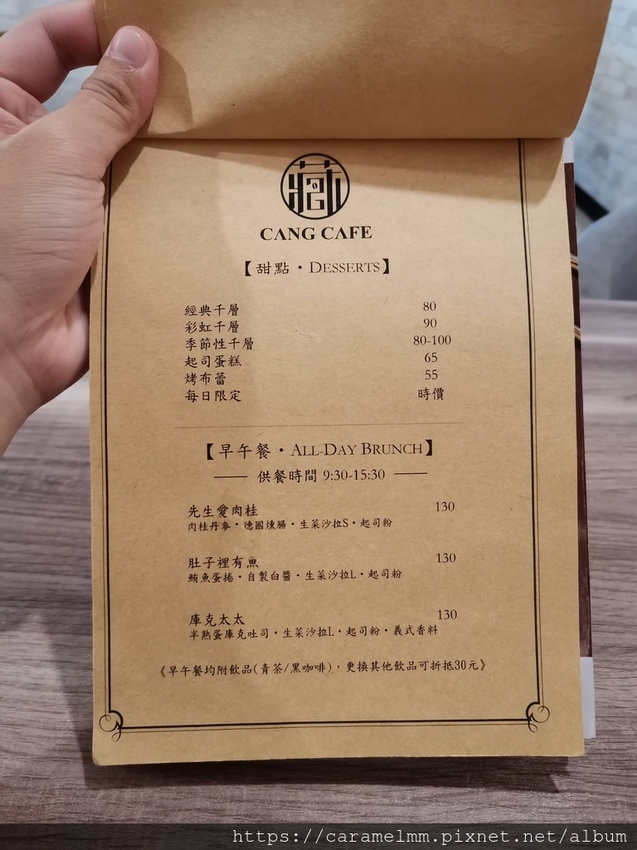 藏
CANG CAFE
【甜點・DESSERTS】
經典千層 80
彩虹千層 90
季節性千層 80-100
起司蛋糕 65
烤布蕾 55
每日限定 時價
【早午餐・ALL-DAY BRUNCH】
供餐時間 9:30-15:30
先生愛肉桂 130
肉桂丹麥・德國燻腸・生菜沙拉S・起司粉
肚子裡有魚 130
鮪魚蛋捲・自製白醬・生菜沙拉L・起司粉
庫克太太 130
半熟蛋庫克吐司・生菜沙拉L・起司粉・義式香料
《早午餐均附飲品(青茶/黑咖啡)，更換其他飲品可折抵30元》
https://caramelmm.pixnet.net/album